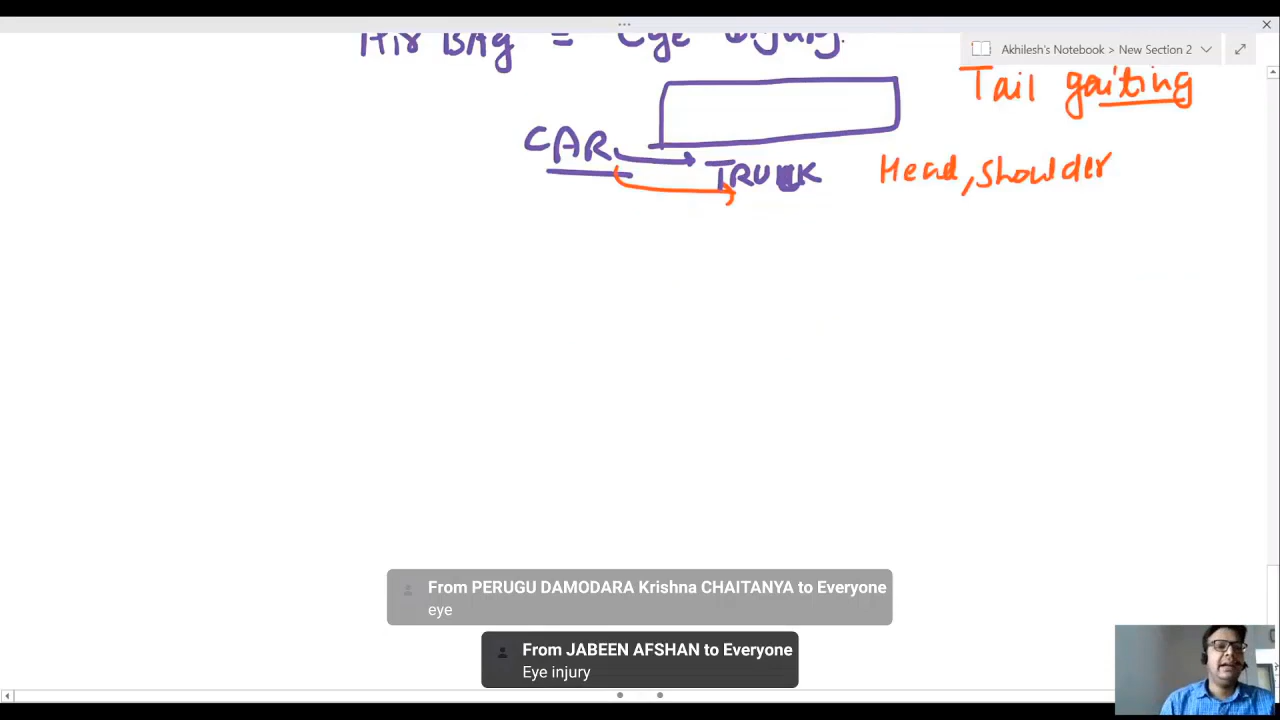 Air BAg = Eye injury.
Akhilesh's Notebook > New Section 2
Tail gaiting
CAR
TRUCK
Head, Shoulder
From PERUGU DAMODARA Krishna CHAITANYA to Everyone
eye
From JABEEN AFSHAN to Everyone
Eye injury